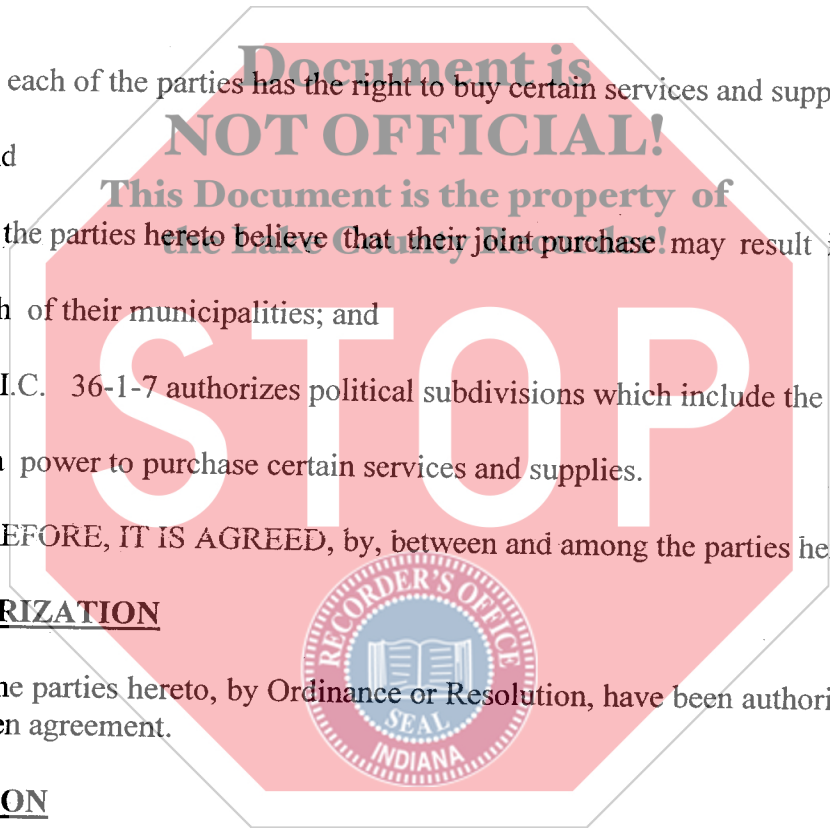 Document is
each of the parties has the right to buy certain services and supp
NOT OFFICIAL!
d
This Document is the property of
the parties hereto believe that their joint purchase may result
the Lake County Recorder!
h of their municipalities; and
STOP
I.C. 36-1-7 authorizes political subdivisions which include the
power to purchase certain services and supplies.
EFORE, IT IS AGREED, by, between and among the parties he
RIZATION
RECORDER'S OFFICE
he parties hereto, by Ordinance or Resolution, have been authori
SEAL
en agreement.
INDIANA
ON